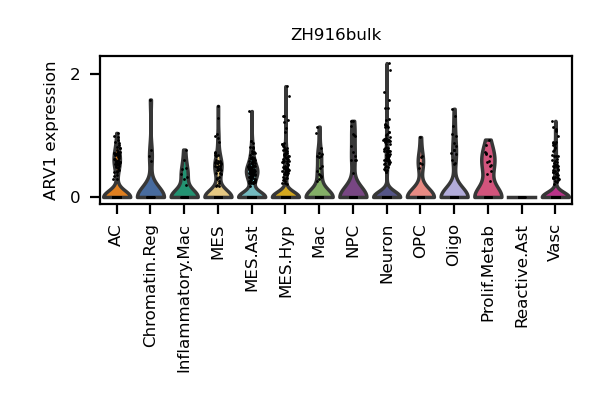 ZH916bulk
ARV1 expression
2
0
AC
Chromatin.Reg
Inflammatory.Mac
MES
MES.Ast
MES.Hyp
Mac
NPC
Neuron
OPC
Oligo
Prolif.Metab
Reactive.Ast
Vasc